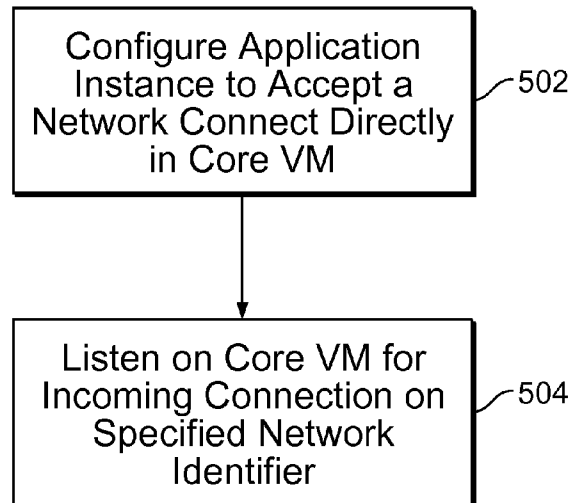 Configure Application
Instance to Accept a
Network Connect Directly
in Core VM
502
Listen on Core VM for
Incoming Connection on
Specified Network
Identifier
504